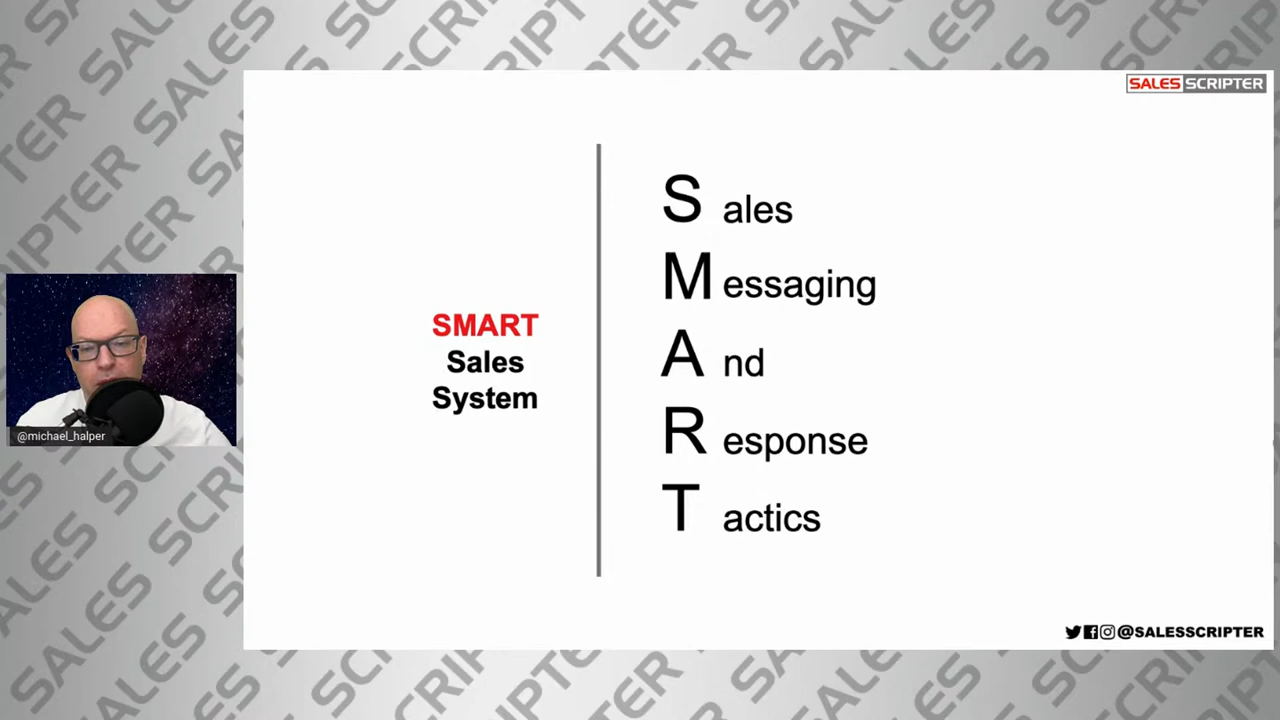 SALES SCRIPTER
SMART
Sales
System
S ales
M essaging
A nd
R esponse
T actics
@michael_halper
@SALESSCRIPTER